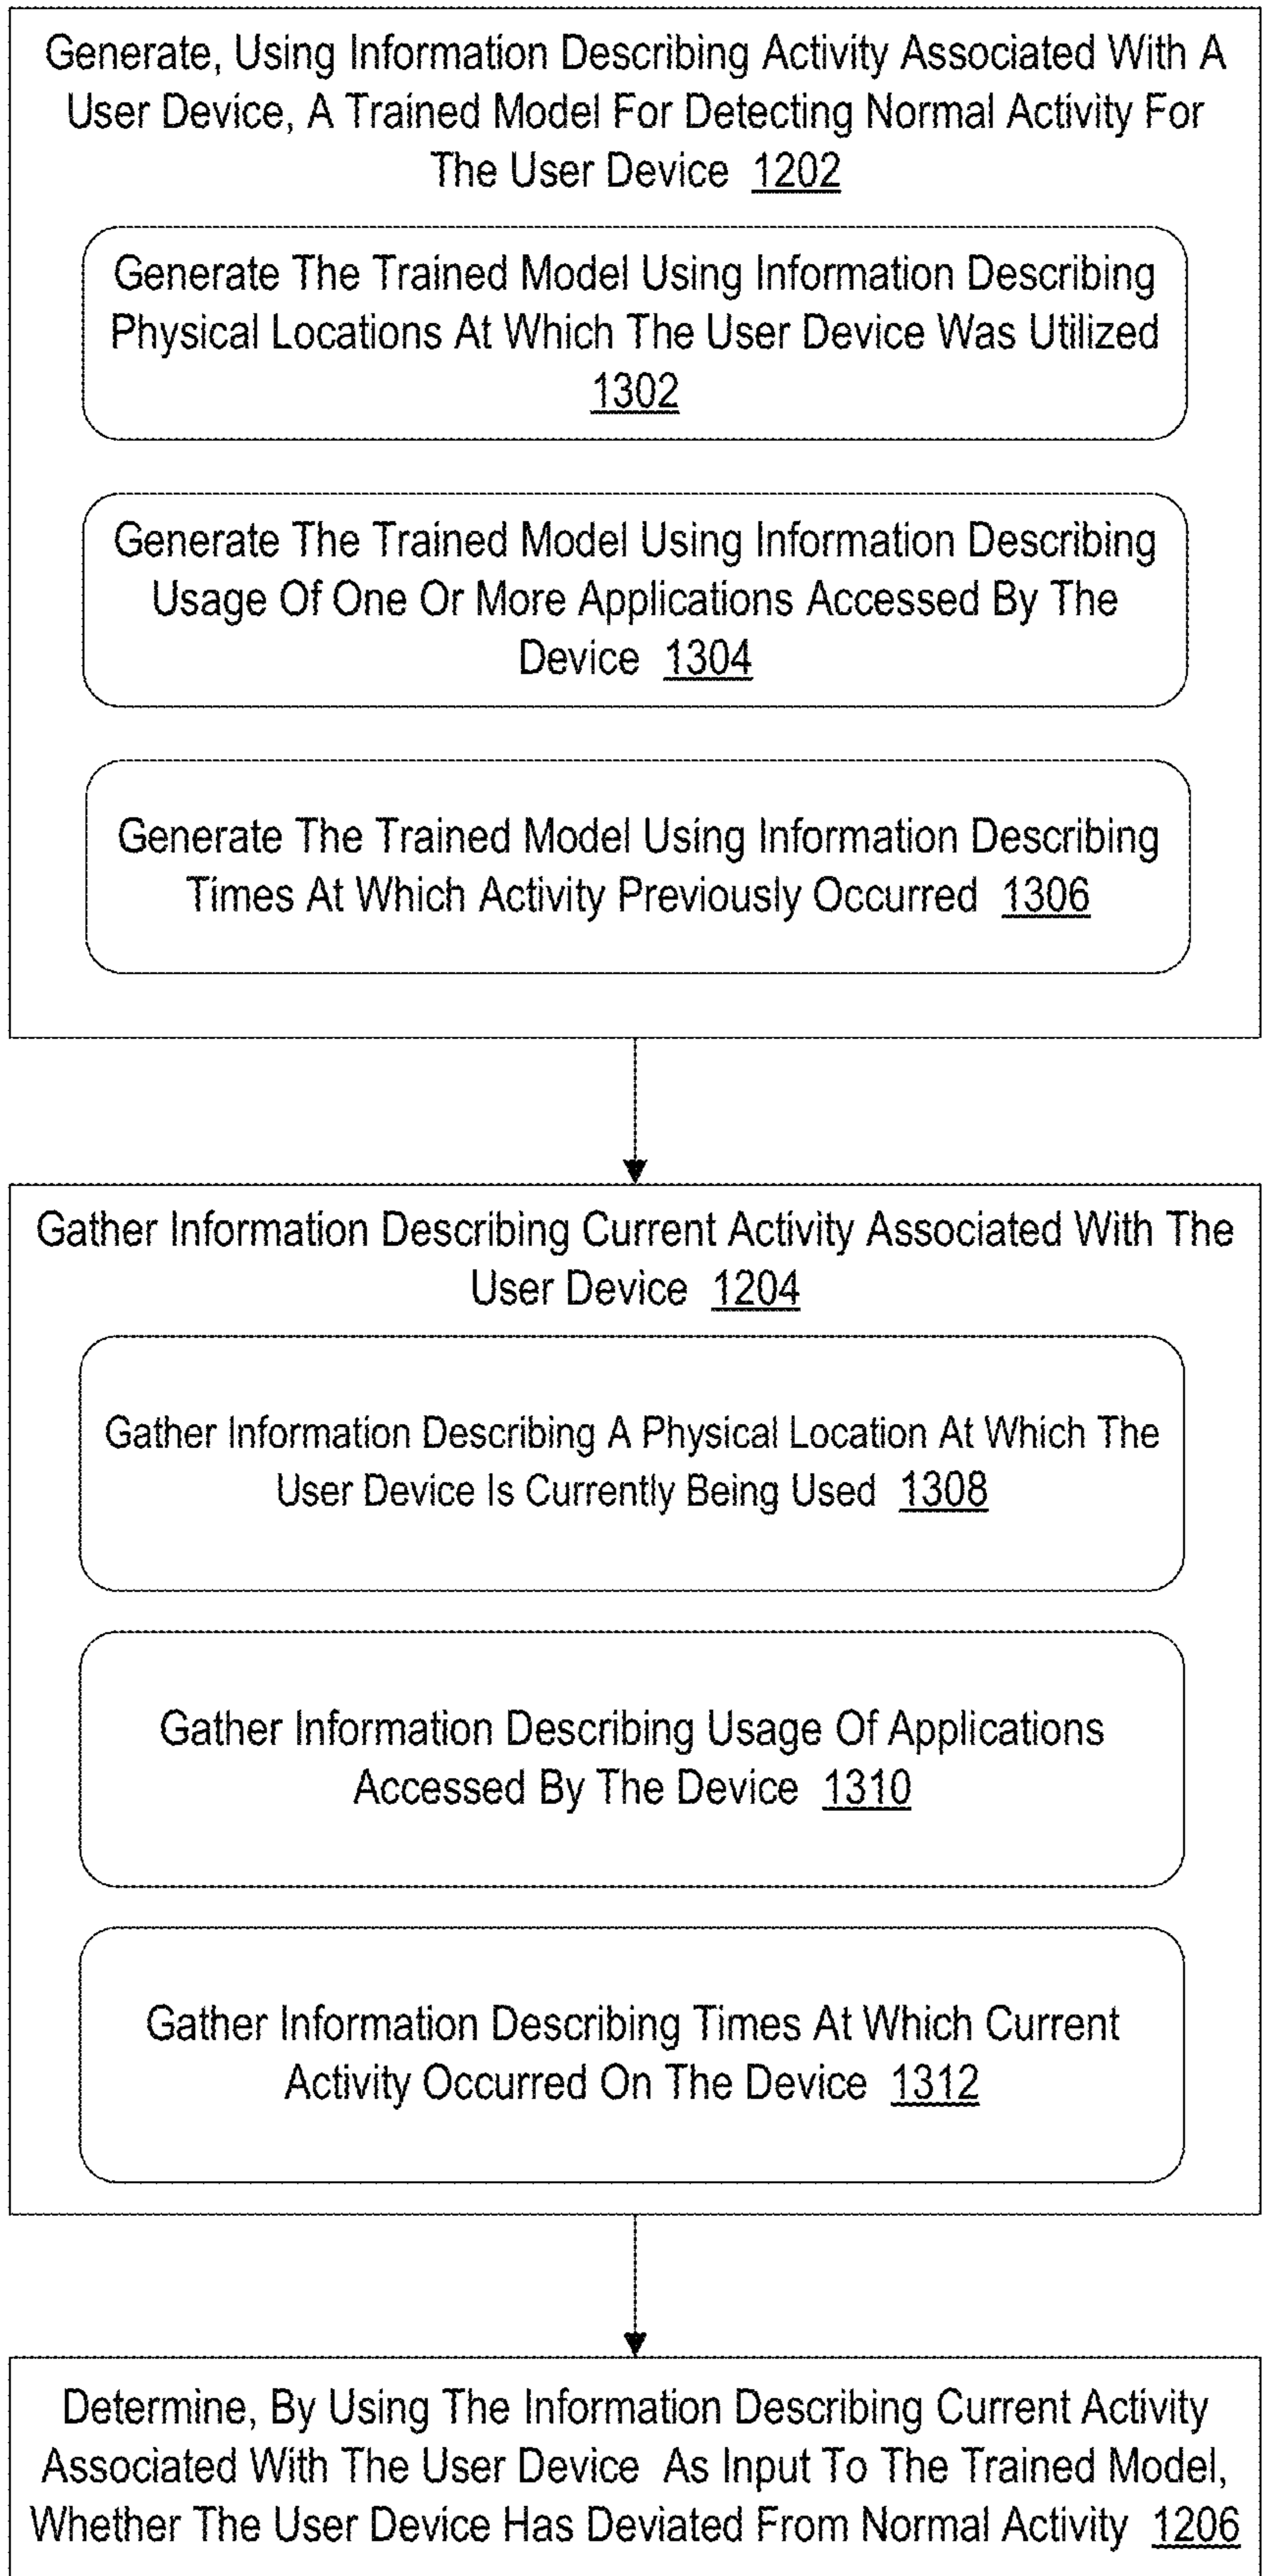 Generate, Using Information Describing Activity Associated With A
User Device, A Trained Model For Detecting Normal Activity For
The User Device 1202
Generate The Trained Model Using Information Describing
Physical Locations At Which The User Device Was Utilized
1302
Generate The Trained Model Using Information Describing
Usage Of One Or More Applications Accessed By The
Device 1304
Generate The Trained Model Using Information Describing
Times At Which Activity Previously Occurred 1306
Gather Information Describing Current Activity Associated With The
User Device 1204
Gather Information Describing A Physical Location At Which The
User Device Is Currently Being Used 1308
Gather Information Describing Usage Of Applications
Accessed By The Device 1310
Gather Information Describing Times At Which Current
Activity Occurred On The Device 1312
Determine, By Using The Information Describing Current Activity
Associated With The User Device As Input To The Trained Model,
Whether The User Device Has Deviated From Normal Activity 1206